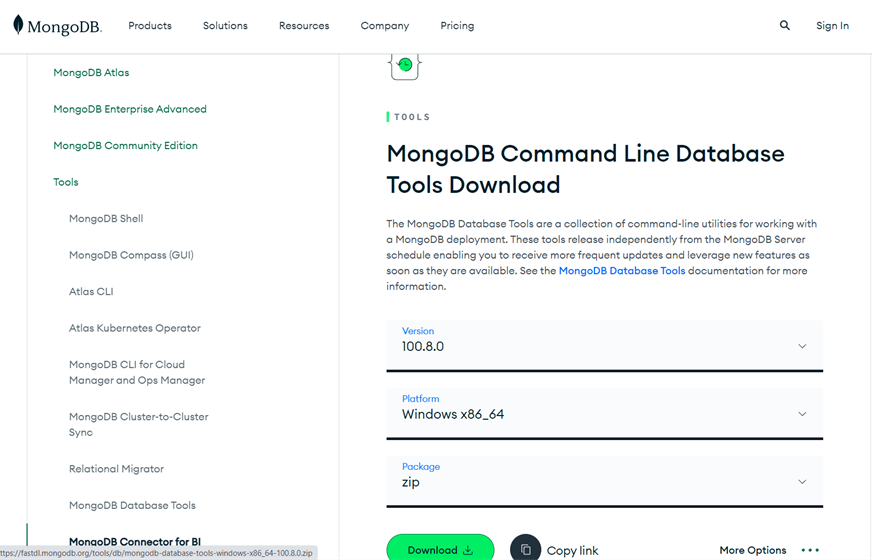 MongoDB.
Products
Solutions
Resources
Company
Pricing
Sign In
MongoDB Atlas
MongoDB Enterprise Advanced
MongoDB Community Edition
Tools
MongoDB Shell
MongoDB Compass (GUI)
Atlas CLI
Atlas Kubernetes Operator
MongoDB CLI for Cloud
Manager and Ops Manager
MongoDB Cluster-to-Cluster
Sync
Relational Migrator
MongoDB Database Tools
MongoDB Connector for BI
ttps://fastdl.mongodb.org/tools/db/mongodb-database-tools-windows-x86_64-100.8.0.zip
TOOLS
MongoDB Command Line Database
Tools Download
The MongoDB Database Tools are a collection of command-line utilities for working with
a MongoDB deployment. These tools release independently from the MongoDB Server
schedule enabling you to receive more frequent updates and leverage new features as
soon as they are available. See the MongoDB Database Tools documentation for more
information.
Version
100.8.0
Platform
Windows x86_64
Package
zip
Download
Copy link
More Options